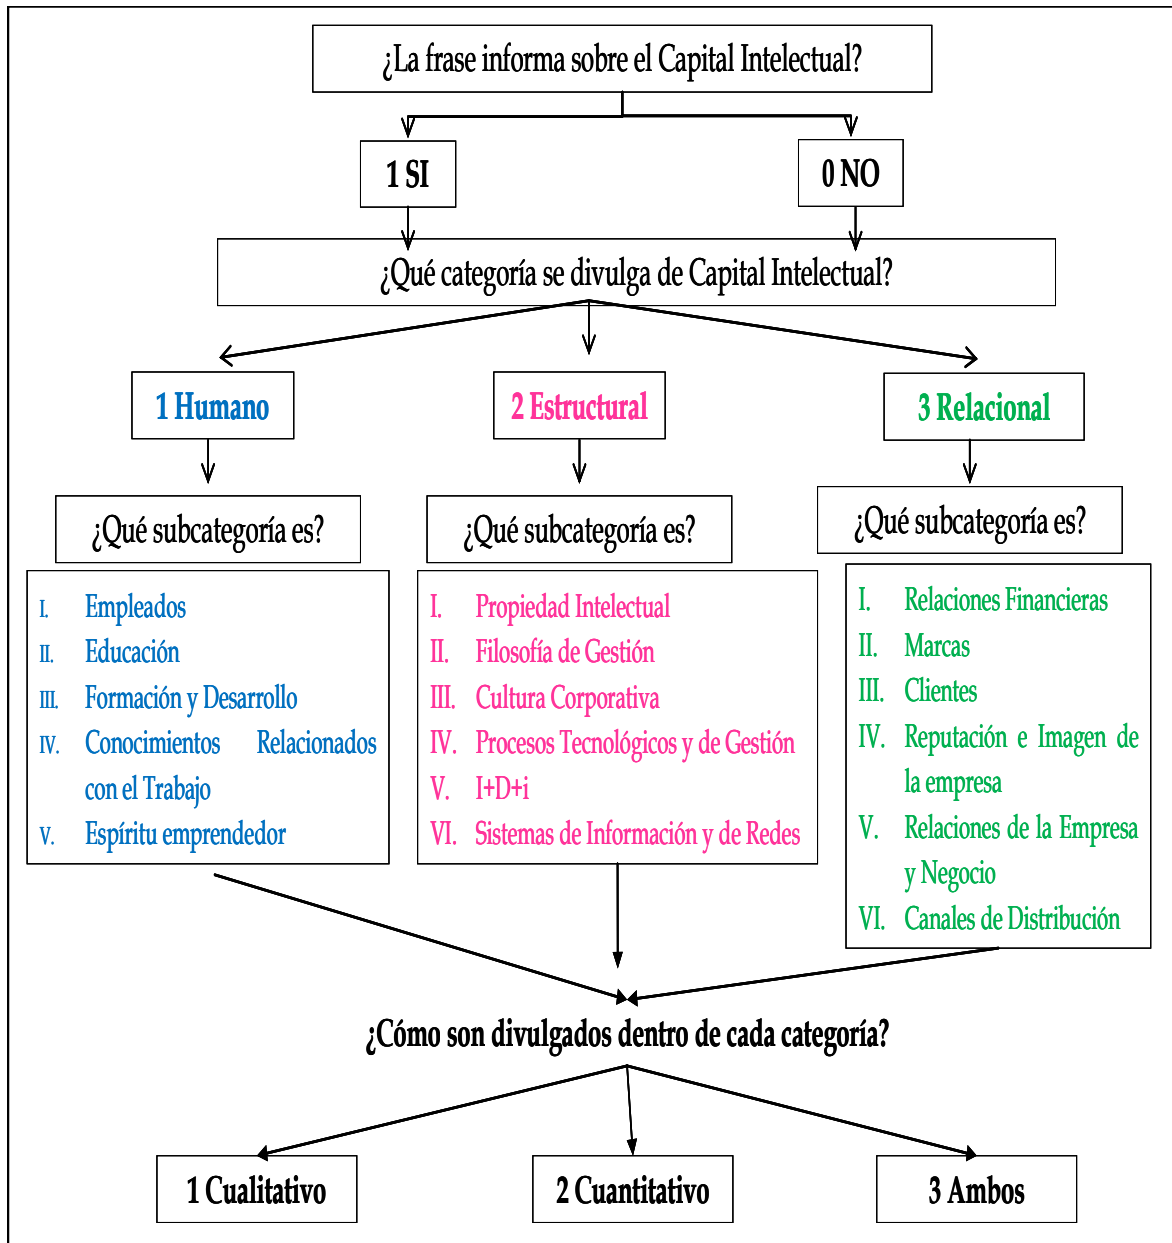 ¿La frase informa sobre el Capital Intelectual?
1 SI
0 NO
¿Qué categoría se divulga de Capital Intelectual?
1 Humano
2 Estructural
3 Relacional
¿Qué subcategoría es?
¿Qué subcategoría es?
¿Qué subcategoría es?
I. Empleados
II. Educación
III. Formación y Desarrollo
IV. Conocimientos Relacionados
con el Trabajo
V. Espíritu emprendedor
I. Propiedad Intelectual
II. Filosofía de Gestión
III. Cultura Corporativa
IV. Procesos Tecnológicos y de Gestión
V. I+D+i
VI. Sistemas de Información y de Redes
I. Relaciones Financieras
II. Marcas
III. Clientes
IV. Reputación e Imagen de
la empresa
V. Relaciones de la Empresa
y Negocio
VI. Canales de Distribución
¿Cómo son divulgados dentro de cada categoría?
1 Cualitativo
2 Cuantitativo
3 Ambos